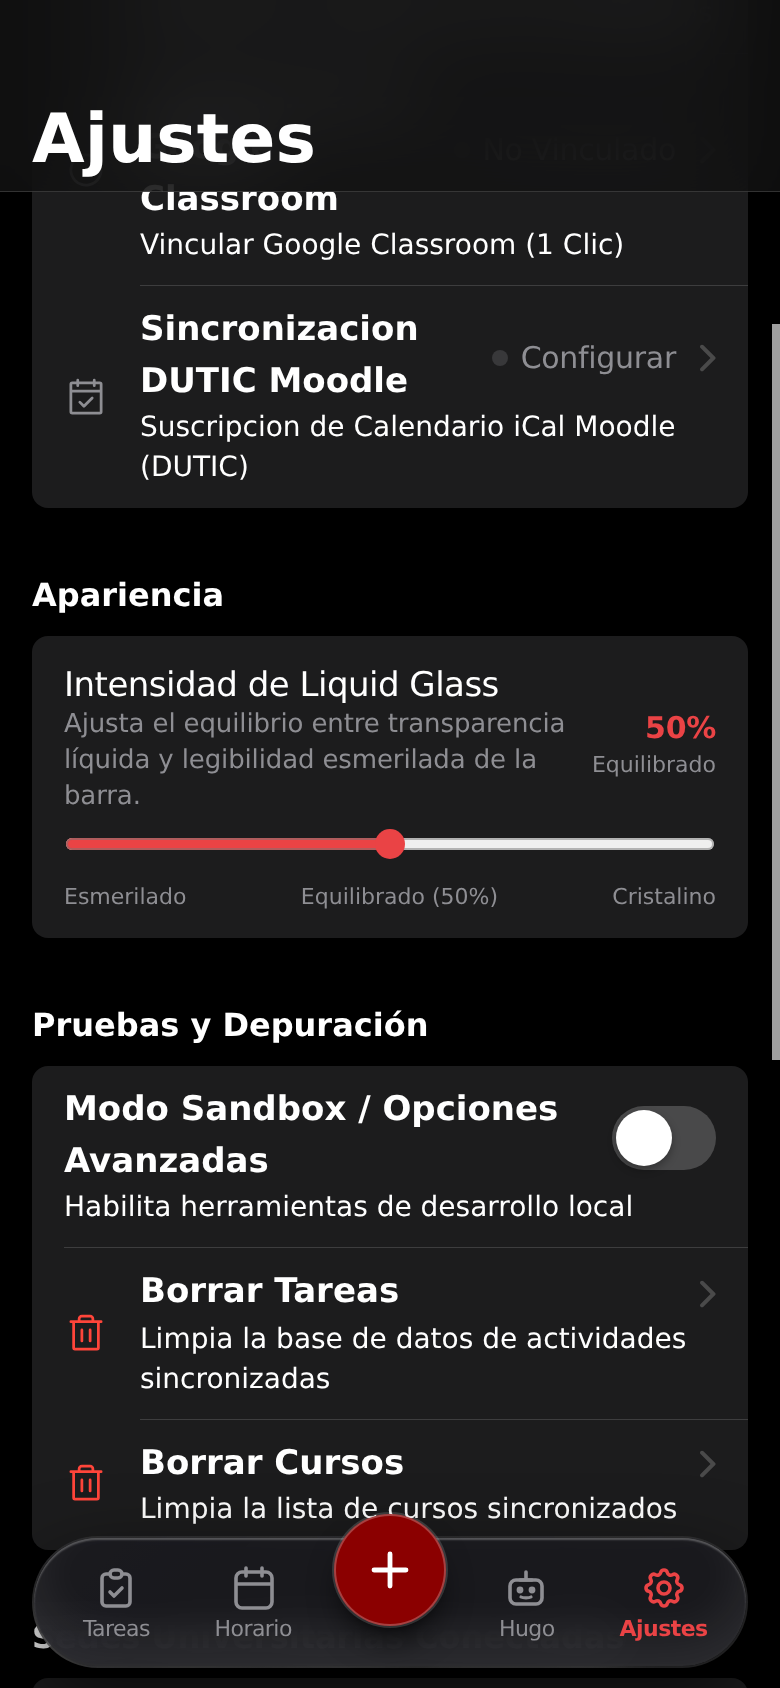 Ajustes
No Vinculado
Classroom
Vincular Google Classroom (1 Clic)
Sincronizacion
DUTIC Moodle
Configurar
Suscripcion de Calendario iCal Moodle
(DUTIC)
Apariencia
Intensidad de Liquid Glass
Ajusta el equilibrio entre transparencia
líquida y legibilidad esmerilada de la
barra.
50%
Equilibrado
Esmerilado
Equilibrado (50%)
Cristalino
Pruebas y Depuración
Modo Sandbox / Opciones
Avanzadas
Habilita herramientas de desarrollo local
Borrar Tareas
Limpia la base de datos de actividades
sincronizadas
Borrar Cursos
Limpia la lista de cursos sincronizados
Tareas
Horario
Hugo
Ajustes